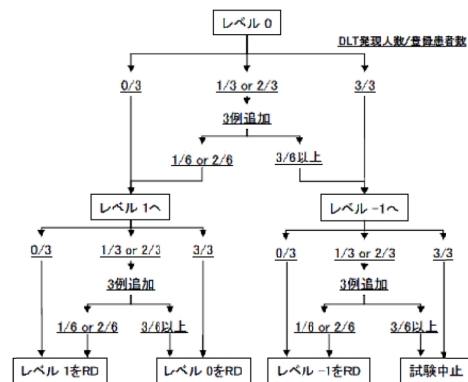 レベル 0
DLT発現人数/登録患者数
0/3
1/3 or 2/3
3/3
3例追加
1/6 or 2/6
3/6以上
レベル 1へ
レベル -1へ
0/3
1/3 or 2/3
3/3
0/3
1/3 or 2/3
3/3
3例追加
3例追加
1/6 or 2/6
3/6以上
1/6 or 2/6
3/6以上
レベル 1をRD
レベル 0をRD
レベル -1をRD
試験中止